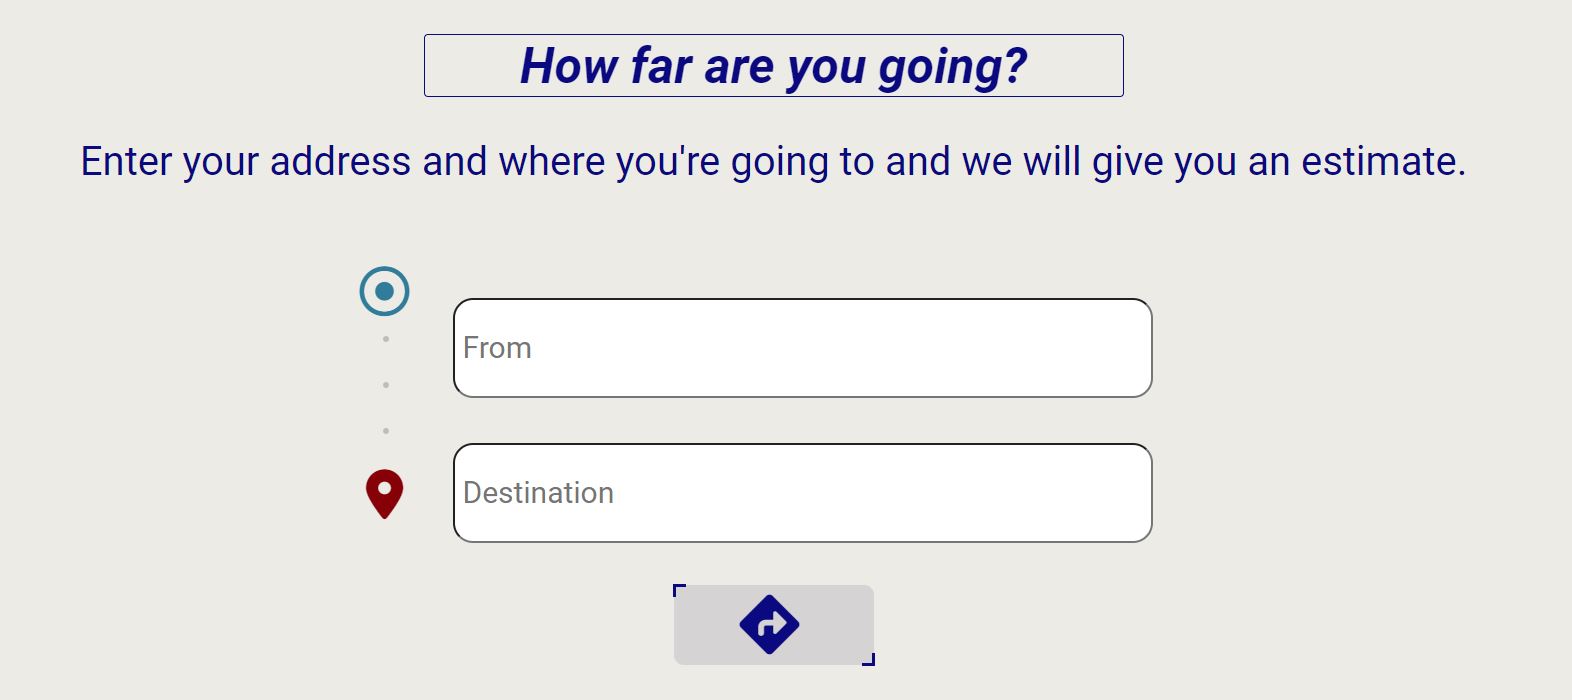 How far are you going?
Enter your address and where you're going to and we will give you an estimate.
From
Destination